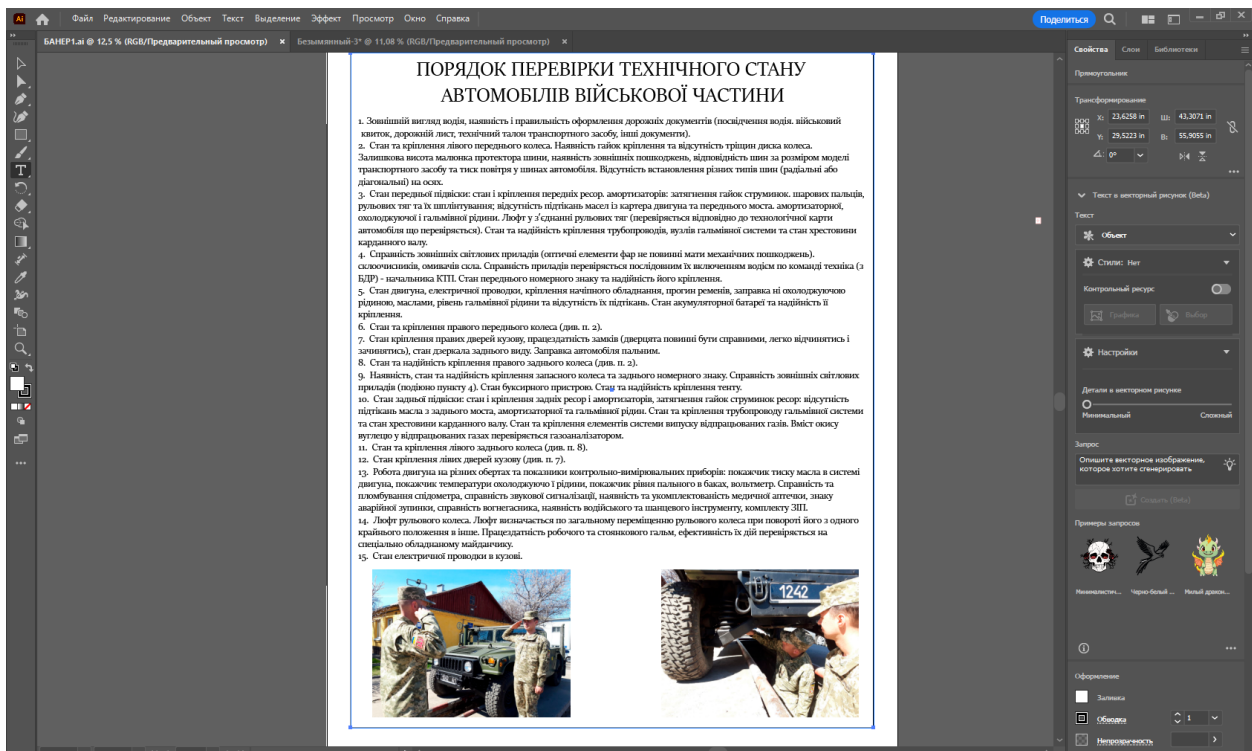 Файл Редактирование Объект Текст Выделение Эффект Просмотр Окно Справка
Поделиться
БАНЕР1.ai @ 12,5 % (RGB/Предварительный просмотр) ×
Безымянный-3* @ 11,08 % (RGB/Предварительный просмотр) ×
ПОРЯДОК ПЕРЕВІРКИ ТЕХНІЧНОГО СТАНУ
АВТОМОБІЛІВ ВІЙСЬКОВОЇ ЧАСТИНИ
1. Зовнішній вигляд водія, наявність і правильність оформлення дорожніх документів (посвідчення водія. військовий
квиток, дорожній лист, технічний талон транспортного засобу, інші документи).
2. Стан та кріплення лівого переднього колеса. Наявність гайок кріплення та відсутність тріщин диска колеса.
Залишкова висота малюнка протектора шини, наявність зовнішніх пошкоджень, відповідність шин за розміром моделі
транспортного засобу та тиск повітря у шинах автомобіля. Відсутність встановлення різних типів шин (радіальні або
діагональні) на осях.
3. Стан передньої підвіски: стан і кріплення передніх ресор. амортизаторів: затягнення гайок струминок. шарових пальців,
рульових тяг та їх шплінтування; відсутність підтікань масел із картера двигуна та переднього моста. амортизаторної,
охолоджуючої і гальмівної рідини. Люфт у з'єднанні рульових тяг (перевіряється відповідно до технологічної карти
автомобіля що перевіряється). Стан та надійність кріплення трубопроводів, вузлів гальмівної системи та стан хрестовини
карданного валу.
4. Справність зовнішніх світлових приладів (оптичні елементи фар не повинні мати механічних пошкоджень).
склоочисників, омивачів скла. Справність приладів перевіряється послідовним їх включенням водієм по команді техніка (з
БДР) - начальника КТП. Стан переднього номерного знаку та надійність його кріплення.
5. Стан двигуна, електричної проводки, кріплення начіпного обладнання, прогин ременів, заправка ні охолоджуючою
рідиною, маслами, рівень гальмівної рідини та відсутність їх підтікань. Стан акумуляторної батареї та надійність її
кріплення.
6. Стан та кріплення правого переднього колеса (див. п. 2).
7. Стан кріплення правих дверей кузову, працездатність замків (дверцята повинні бути справними, легко відчинятись і
зачинятись), стан дзеркала заднього виду. Заправка автомобіля пальним.
8. Стан та надійність кріплення правого заднього колеса (див. п. 2).
9. Наявність, стан та надійність кріплення запасного колеса та заднього номерного знаку. Справність зовнішніх світлових
приладів (подіюно пункту 4). Стан буксирного пристрою. Стан та надійність кріплення тенту.
10. Стан задньої підвіски: стан і кріплення задніх ресор і амортизаторів, затягнення гайок струминок ресор: відсутність
підтікань масла з заднього моста, амортизаторної та гальмівної рідин. Стан та кріплення трубопроводу гальмівної системи
та стан хрестовини карданного валу. Стан та кріплення елементів системи випуску відпрацьованих газів. Вміст окису
вуглецю у відпрацьованих газах перевіряється газоаналізатором.
11. Стан та кріплення лівого заднього колеса (див. п. 8).
12. Стан кріплення лівих дверей кузову (див. п. 7).
13. Робота двигуна на різних обертах та показники контрольно-вимірювальних приборів: покажчик тиску масла в системі
двигуна, покажчик температури охолоджуючо ї рідини, покажчик рівня пального в баках, вольтметр. Справність та
пломбування спідометра, справність звукової сигналізації, наявність та укомплектованість медичної аптечки, знаку
аварійної зупинки, справність вогнегасника, наявність водійського та шанцевого інструменту, комплекту ЗІП.
14. Люфт рульового колеса. Люфт визначається по загальному переміщенню рульового колеса при повороті його з одного
крайнього положення в інше. Працездатність робочого та стоянкового гальм, ефективність їх дій перевіряється на
спеціально обладнаному майданчику.
15. Стан електричної проводки в кузові.
1242
Свойства Слои Библиотеки
Прямоугольник
Трансформирование
X: 23,6258 in Ш: 43,3071 in
Y: 29,5223 in В: 55,9055 in
0°
Текст в векторный рисунок (Beta)
Текст
Объект
Стили: Нет
Контрольный ресурс
Графика Выбор
Настройки
Детали в векторном рисунке
Минимальный Сложный
Запрос
Опишите векторное изображение,
которое хотите сгенерировать
Создать (Beta)
Примеры запросов
Минималистич... Черно-белый ... Милый дракон...
Оформление
Заливка
Обводка 1
Непрозрачность